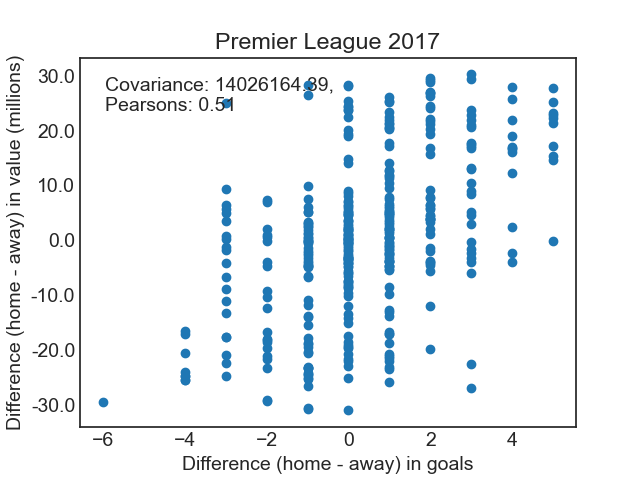 Premier League 2017
Covariance: 14026164.39,
Pearsons: 0.51
Difference (home - away) in value (millions)
30.0
20.0
10.0
0.0
-10.0
-20.0
-30.0
−6 −4 −2 0 2 4
Difference (home - away) in goals